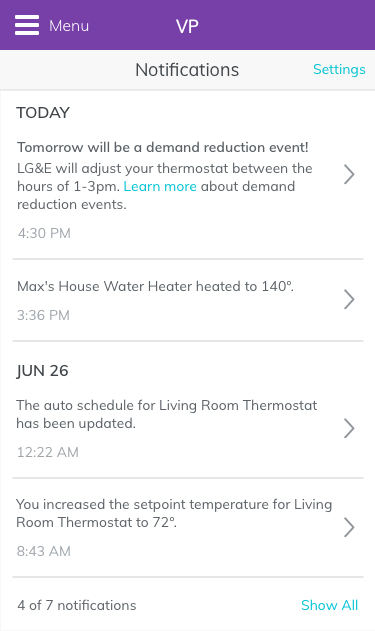 Menu
VP
Notifications
Settings
TODAY
Tomorrow will be a demand reduction event!
LG&E will adjust your thermostat between the
hours of 1-3pm. Learn more about demand
reduction events.
4:30 PM
Max's House Water Heater heated to 140°.
3:36 PM
JUN 26
The auto schedule for Living Room Thermostat
has been updated.
12:22 AM
You increased the setpoint temperature for Living
Room Thermostat to 72°.
8:43 AM
4 of 7 notifications
Show All